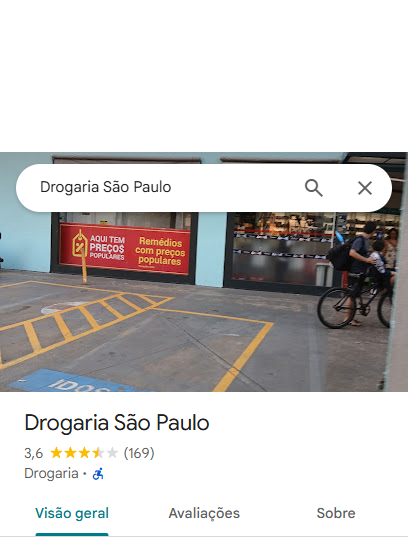 Drogaria São Paulo
AQUI TEM
PREÇOS
POPULARES
Remédios
com preços
populares
IDOS
Drogaria São Paulo
3,6 (169)
Drogaria ·
Visão geral
Avaliações
Sobre